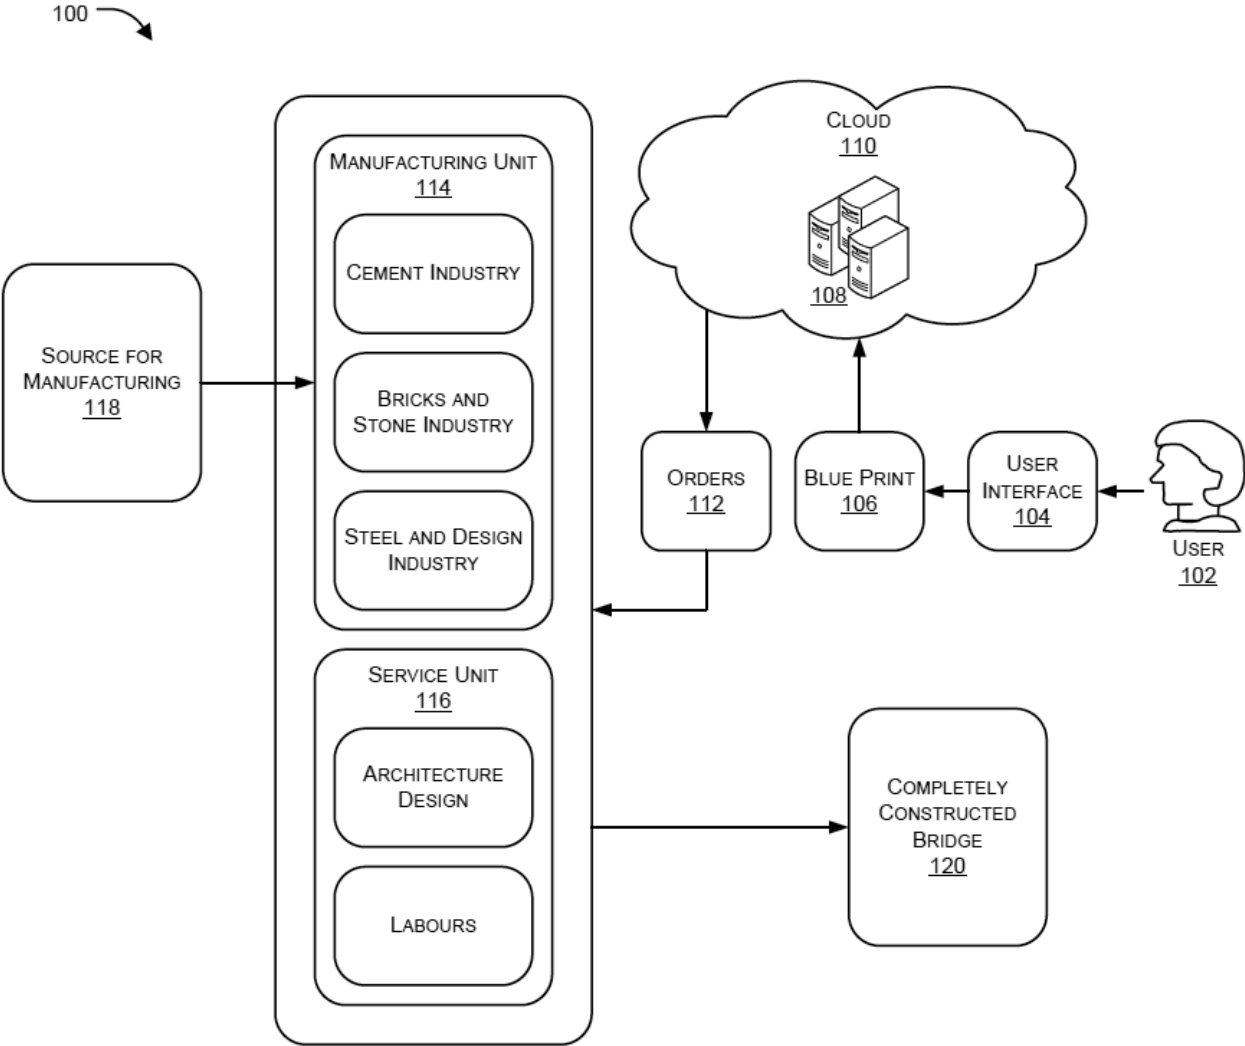 100
CLOUD
110
108
MANUFACTURING UNIT
114
CEMENT INDUSTRY
BRICKS AND
STONE INDUSTRY
STEEL AND DESIGN
INDUSTRY
SOURCE FOR
MANUFACTURING
118
ORDERS
112
BLUE PRINT
106
USER
INTERFACE
104
USER
102
SERVICE UNIT
116
ARCHITECTURE
DESIGN
LABOURS
COMPLETELY
CONSTRUCTED
BRIDGE
120